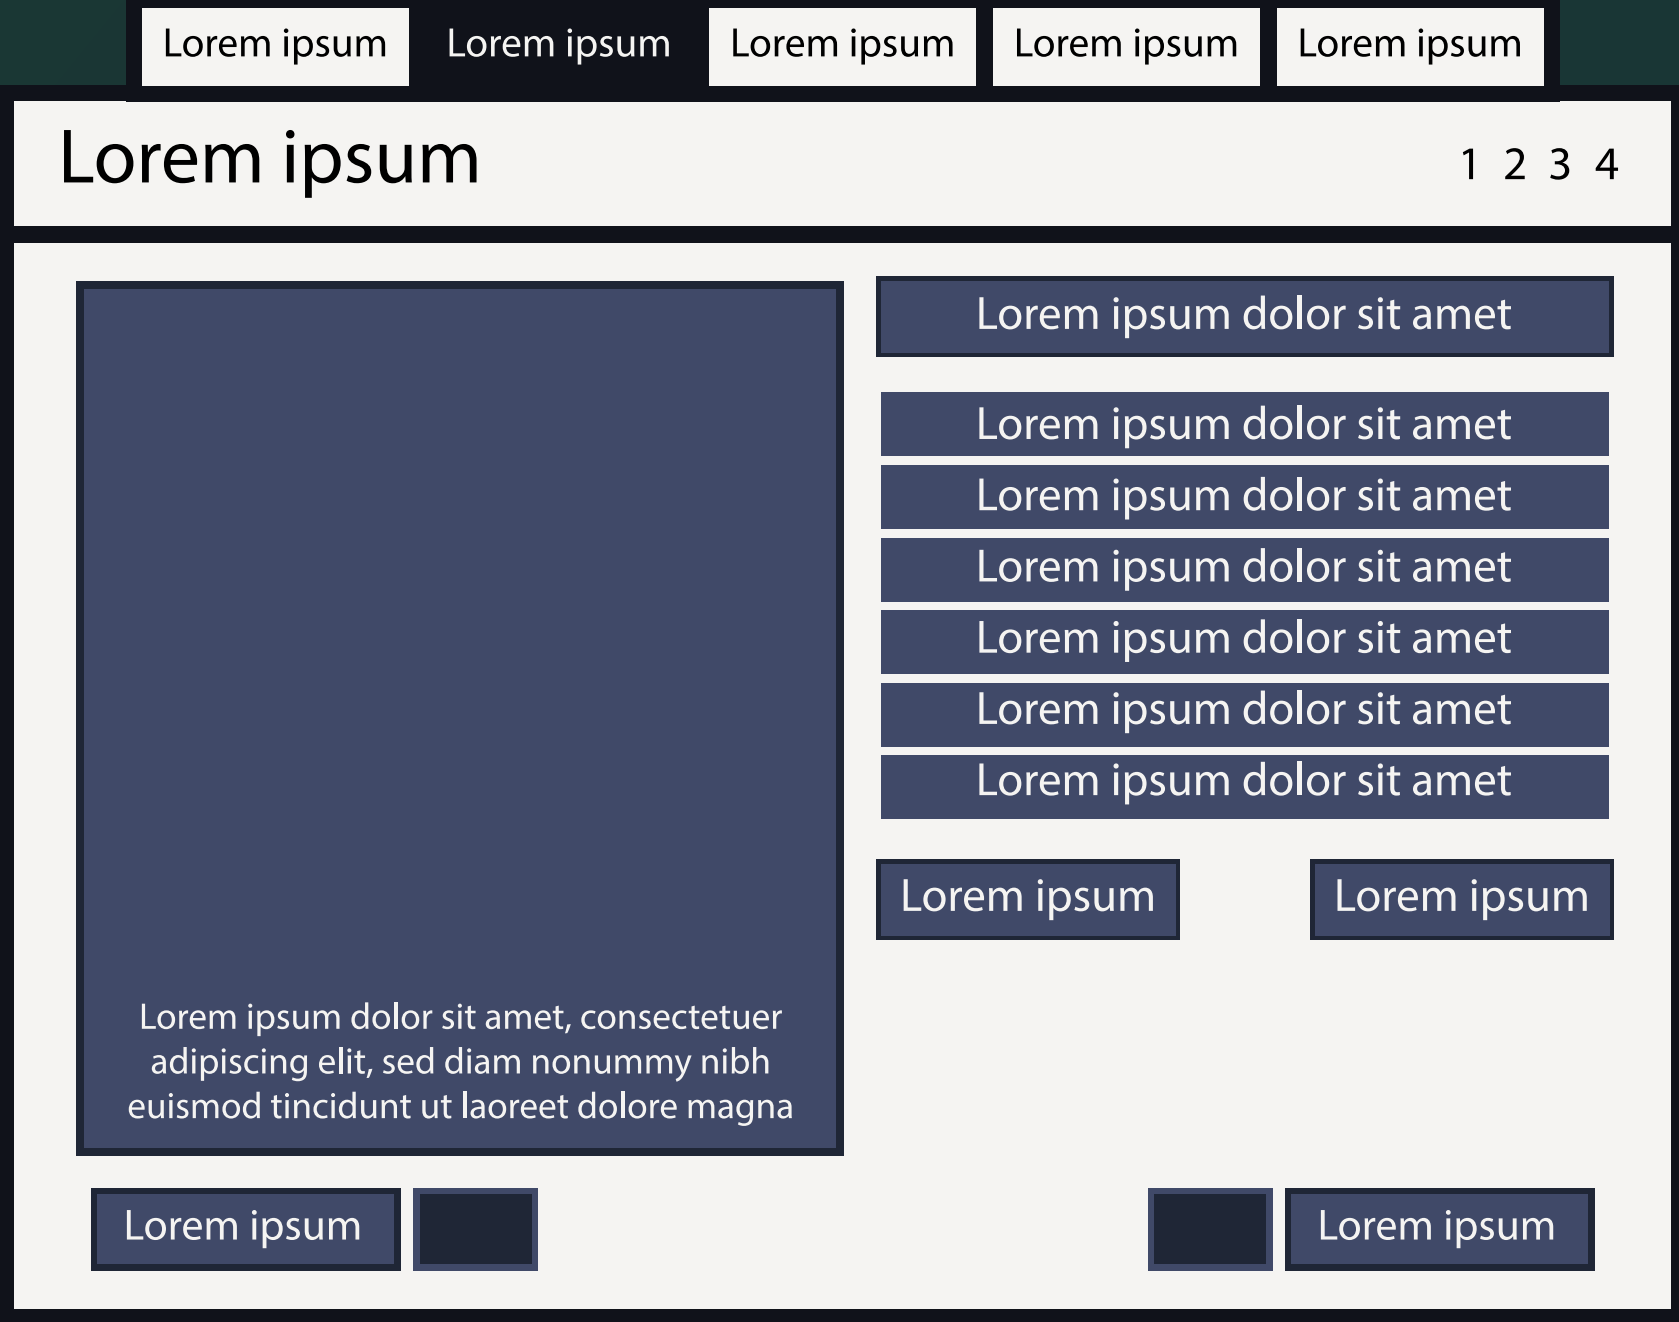 Lorem ipsum
Lorem ipsum
Lorem ipsum
Lorem ipsum
Lorem ipsum
Lorem ipsum
1 2 3 4
Lorem ipsum dolor sit amet, consectetuer
adipiscing elit, sed diam nonummy nibh
euismod tincidunt ut laoreet dolore magna
Lorem ipsum dolor sit amet
Lorem ipsum dolor sit amet
Lorem ipsum dolor sit amet
Lorem ipsum dolor sit amet
Lorem ipsum dolor sit amet
Lorem ipsum dolor sit amet
Lorem ipsum dolor sit amet
Lorem ipsum
Lorem ipsum
Lorem ipsum
Lorem ipsum